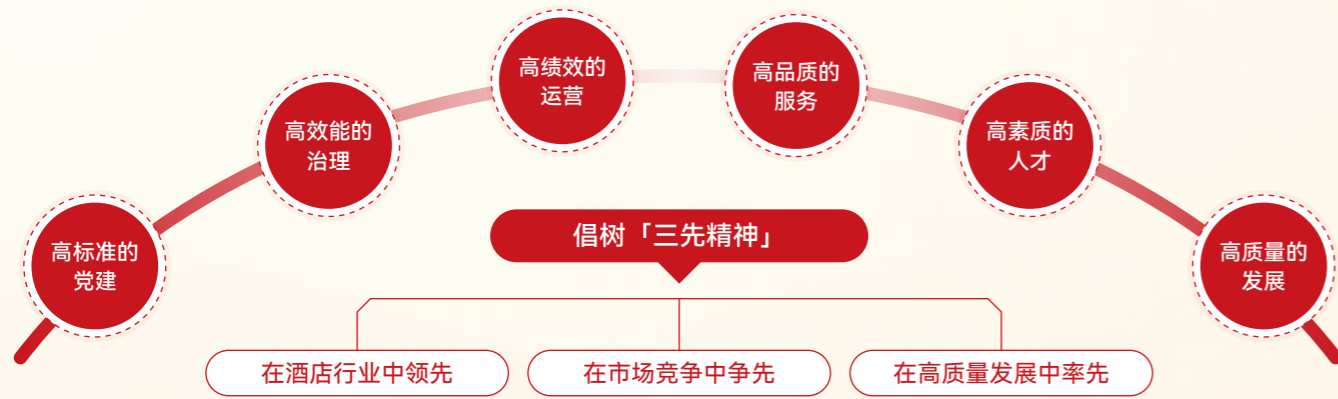 高标准的
党建
高效能的
治理
高绩效的
运营
高品质的
服务
高素质的
人才
高质量的
发展
倡树「三先精神」
在酒店行业中领先
在市场竞争中争先
在高质量发展中率先